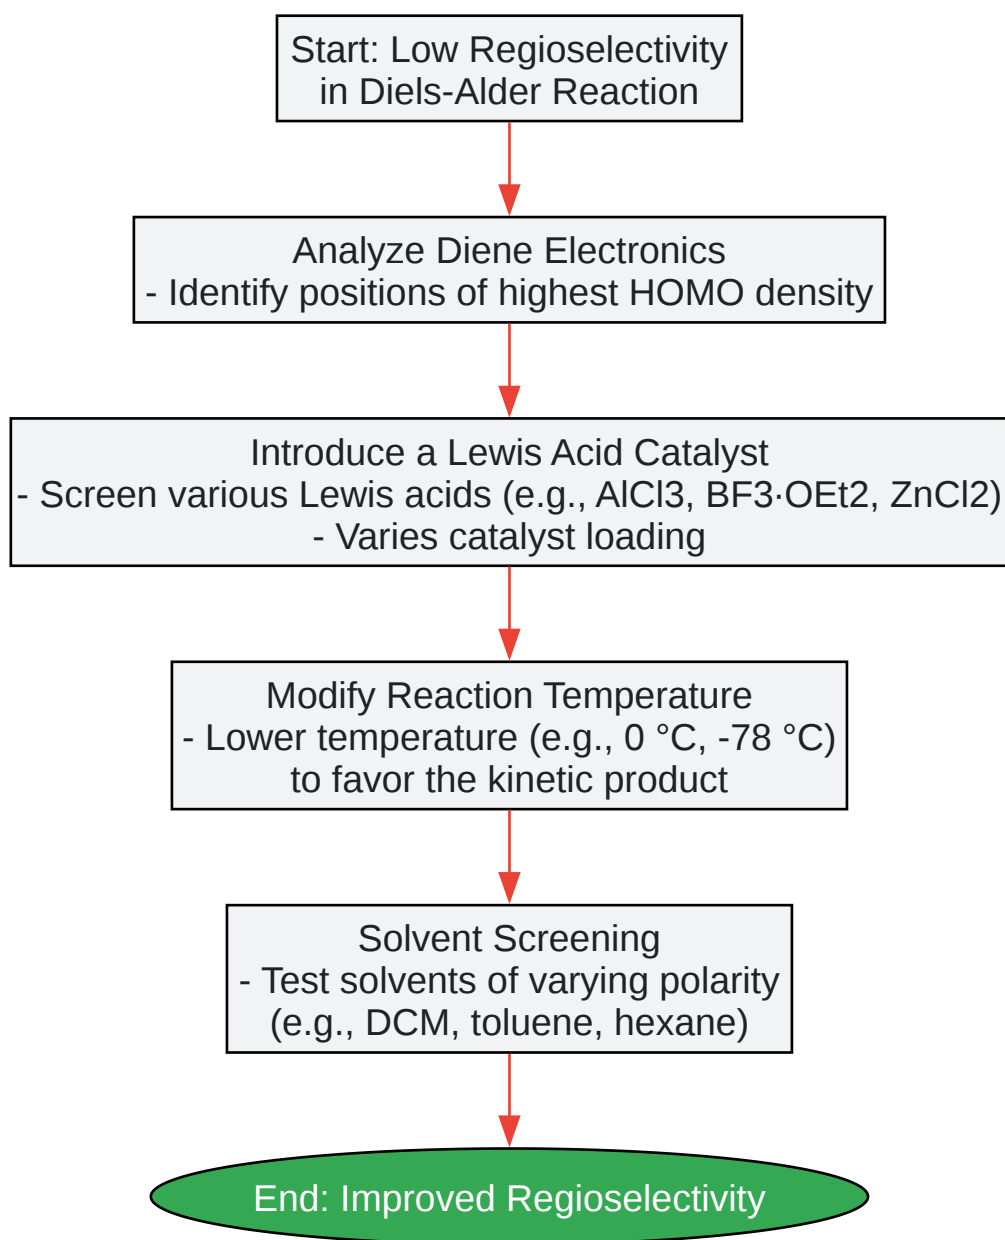 Start: Low Regioselectivity
in Diels-Alder Reaction
Analyze Diene Electronics
- Identify positions of highest HOMO density
Introduce a Lewis Acid Catalyst
- Screen various Lewis acids (e.g., AlCl3, BF3·OEt2, ZnCl2)
- Varies catalyst loading
Modify Reaction Temperature
- Lower temperature (e.g., 0 °C, -78 °C)
to favor the kinetic product
Solvent Screening
- Test solvents of varying polarity
(e.g., DCM, toluene, hexane)
End: Improved Regioselectivity